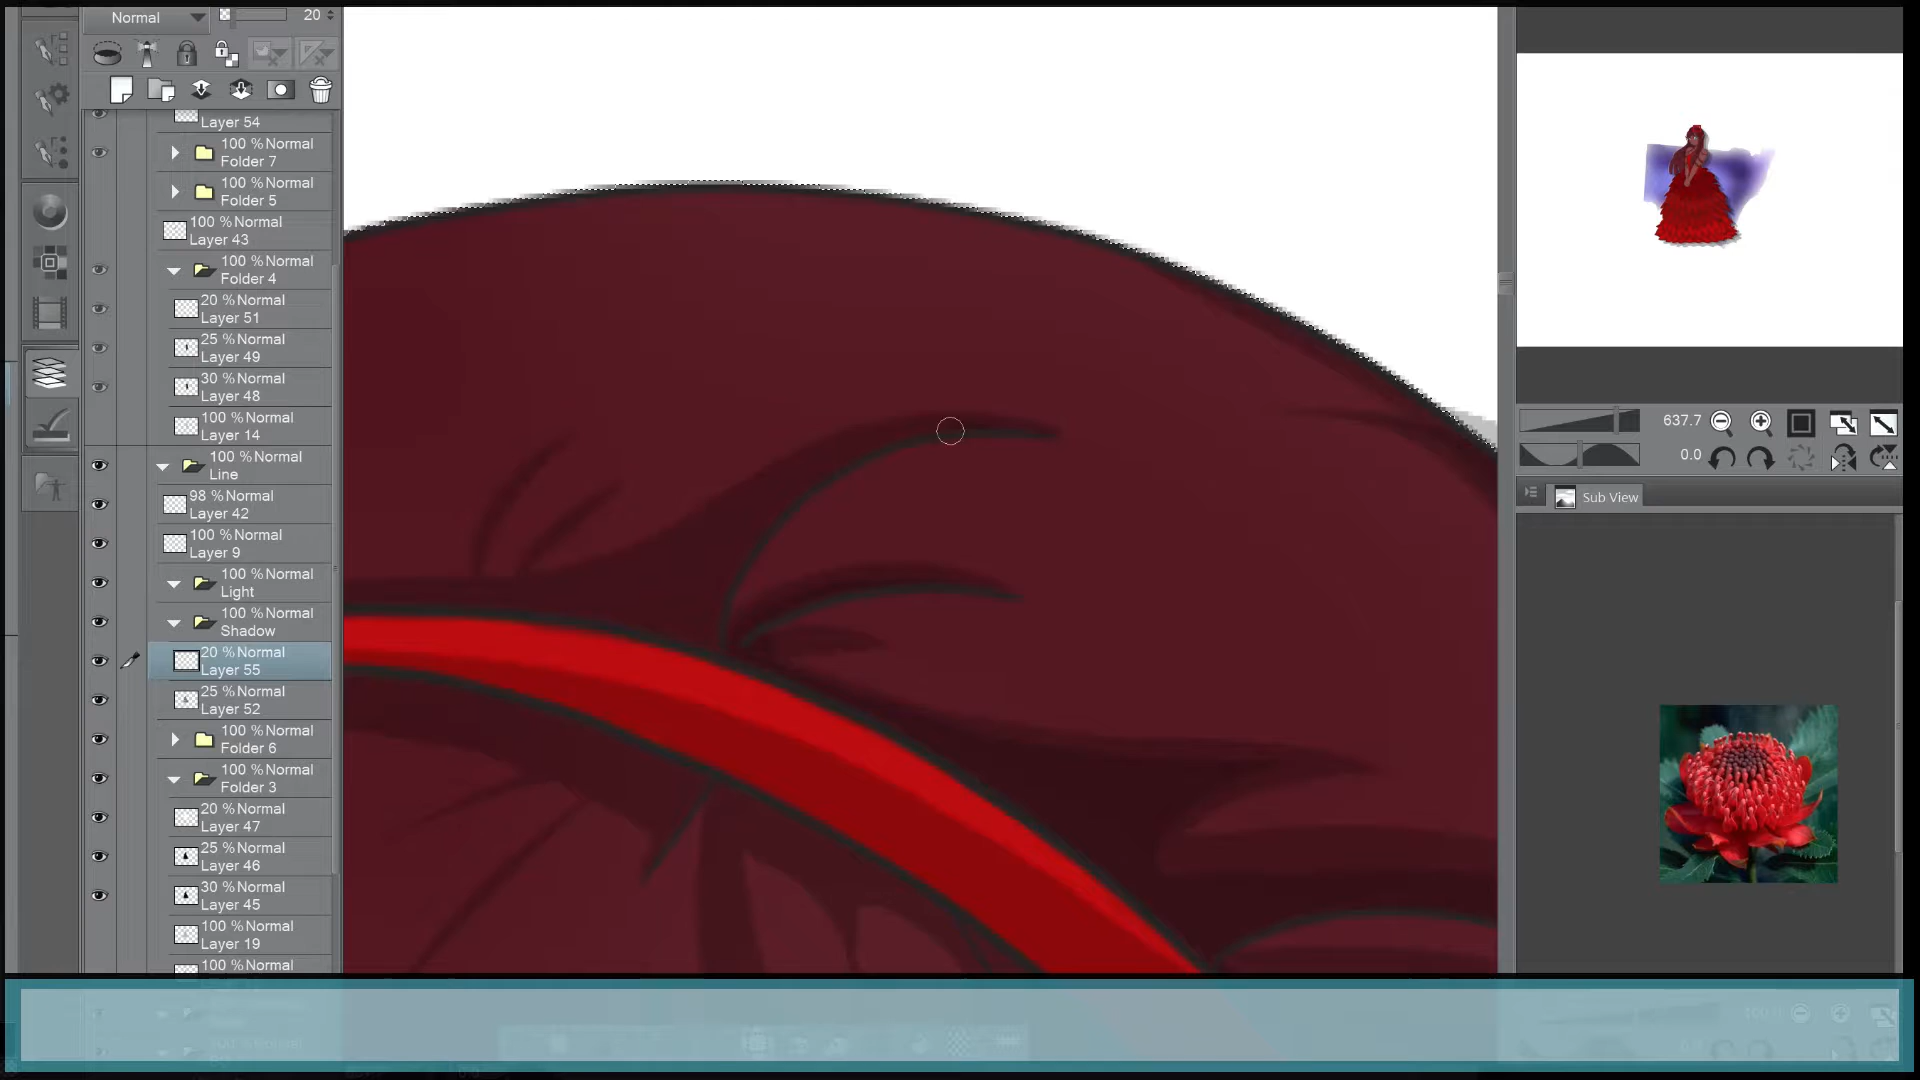 Normal
20
Layer 54
100 %Normal
Folder 7
100 %Normal
Folder 5
100 %Normal
Layer 43
100 %Normal
Folder 4
20 %Normal
Layer 51
25 %Normal
Layer 49
30 %Normal
Layer 48
100 %Normal
Layer 14
100 %Normal
Line
98 %Normal
Layer 42
100 %Normal
Layer 9
100 %Normal
Light
100 %Normal
Shadow
20 %Normal
Layer 55
25 %Normal
Layer 52
100 %Normal
Folder 6
100 %Normal
Folder 3
20 %Normal
Layer 47
25 %Normal
Layer 46
30 %Normal
Layer 45
100 %Normal
Layer 19
100 %Normal
637.7
0.0
Sub View